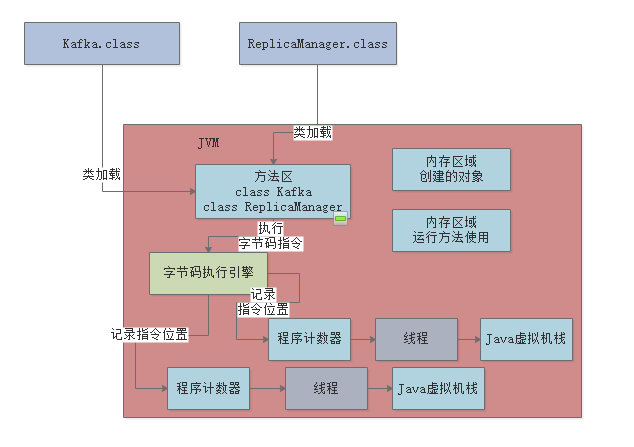 Kafka.class
ReplicaManager.class
类加载
JVM
类加载
方法区
class Kafka
class ReplicaManager
内存区域
创建的对象
内存区域
运行方法使用
执行
字节码指令
字节码执行引擎
记录
指令位置
记录指令位置
程序计数器
线程
Java虚拟机栈
程序计数器
线程
Java虚拟机栈